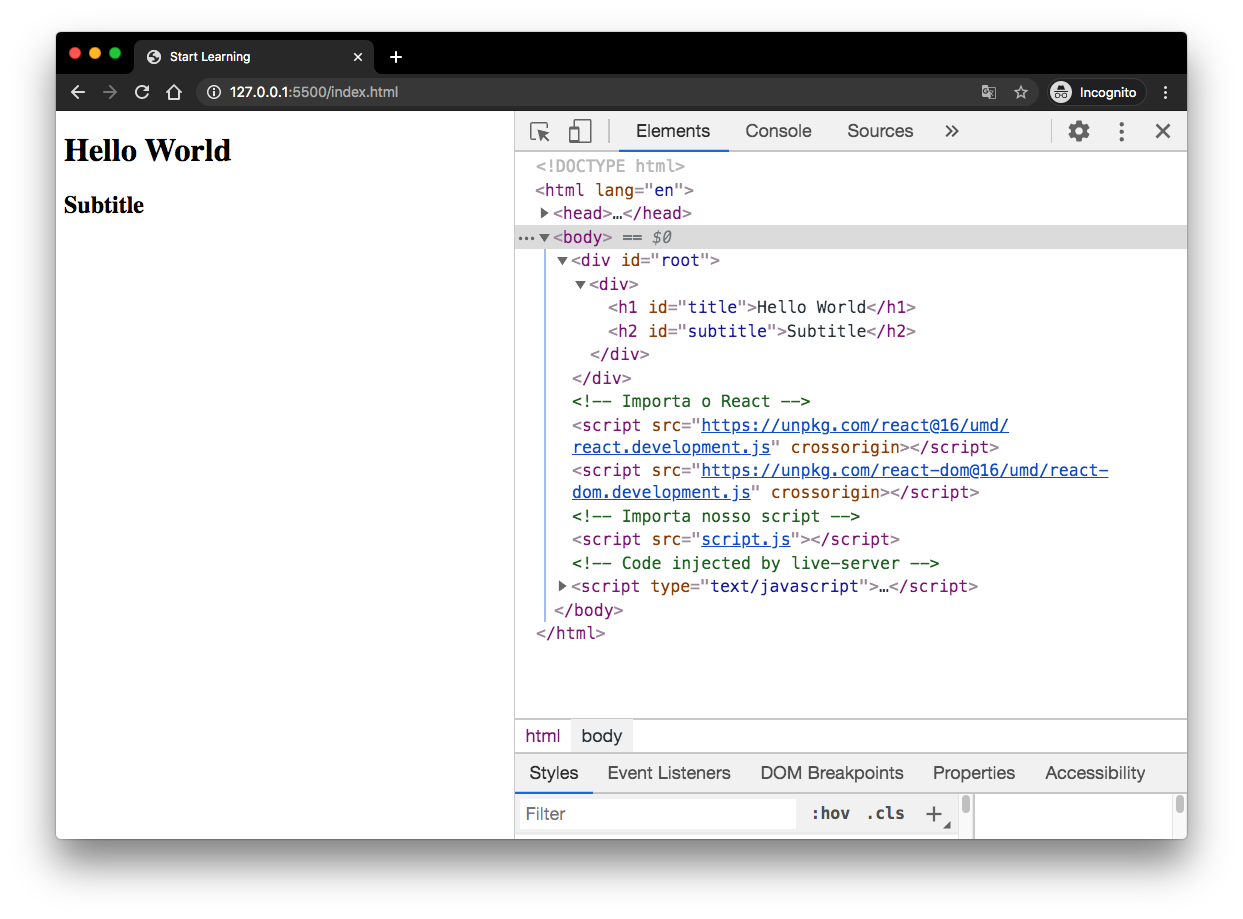 Start Learning
127.0.0.1:5500/index.html
Incognito
Hello World
Subtitle
Elements Console Sources »
<!DOCTYPE html>
<html lang="en">
<head>…</head>
<body> == $0
<div id="root">
<div>
<h1 id="title">Hello World</h1>
<h2 id="subtitle">Subtitle</h2>
</div>
</div>
<!-- Importa o React -->
<script src="https://unpkg.com/react@16/umd/
react.development.js" crossorigin></script>
<script src="https://unpkg.com/react-dom@16/umd/react-
dom.development.js" crossorigin></script>
<!-- Importa nosso script -->
<script src="script.js"></script>
<!-- Code injected by live-server -->
<script type="text/javascript">…</script>
</body>
</html>
html body
Styles Event Listeners DOM Breakpoints Properties Accessibility
Filter :hov .cls +